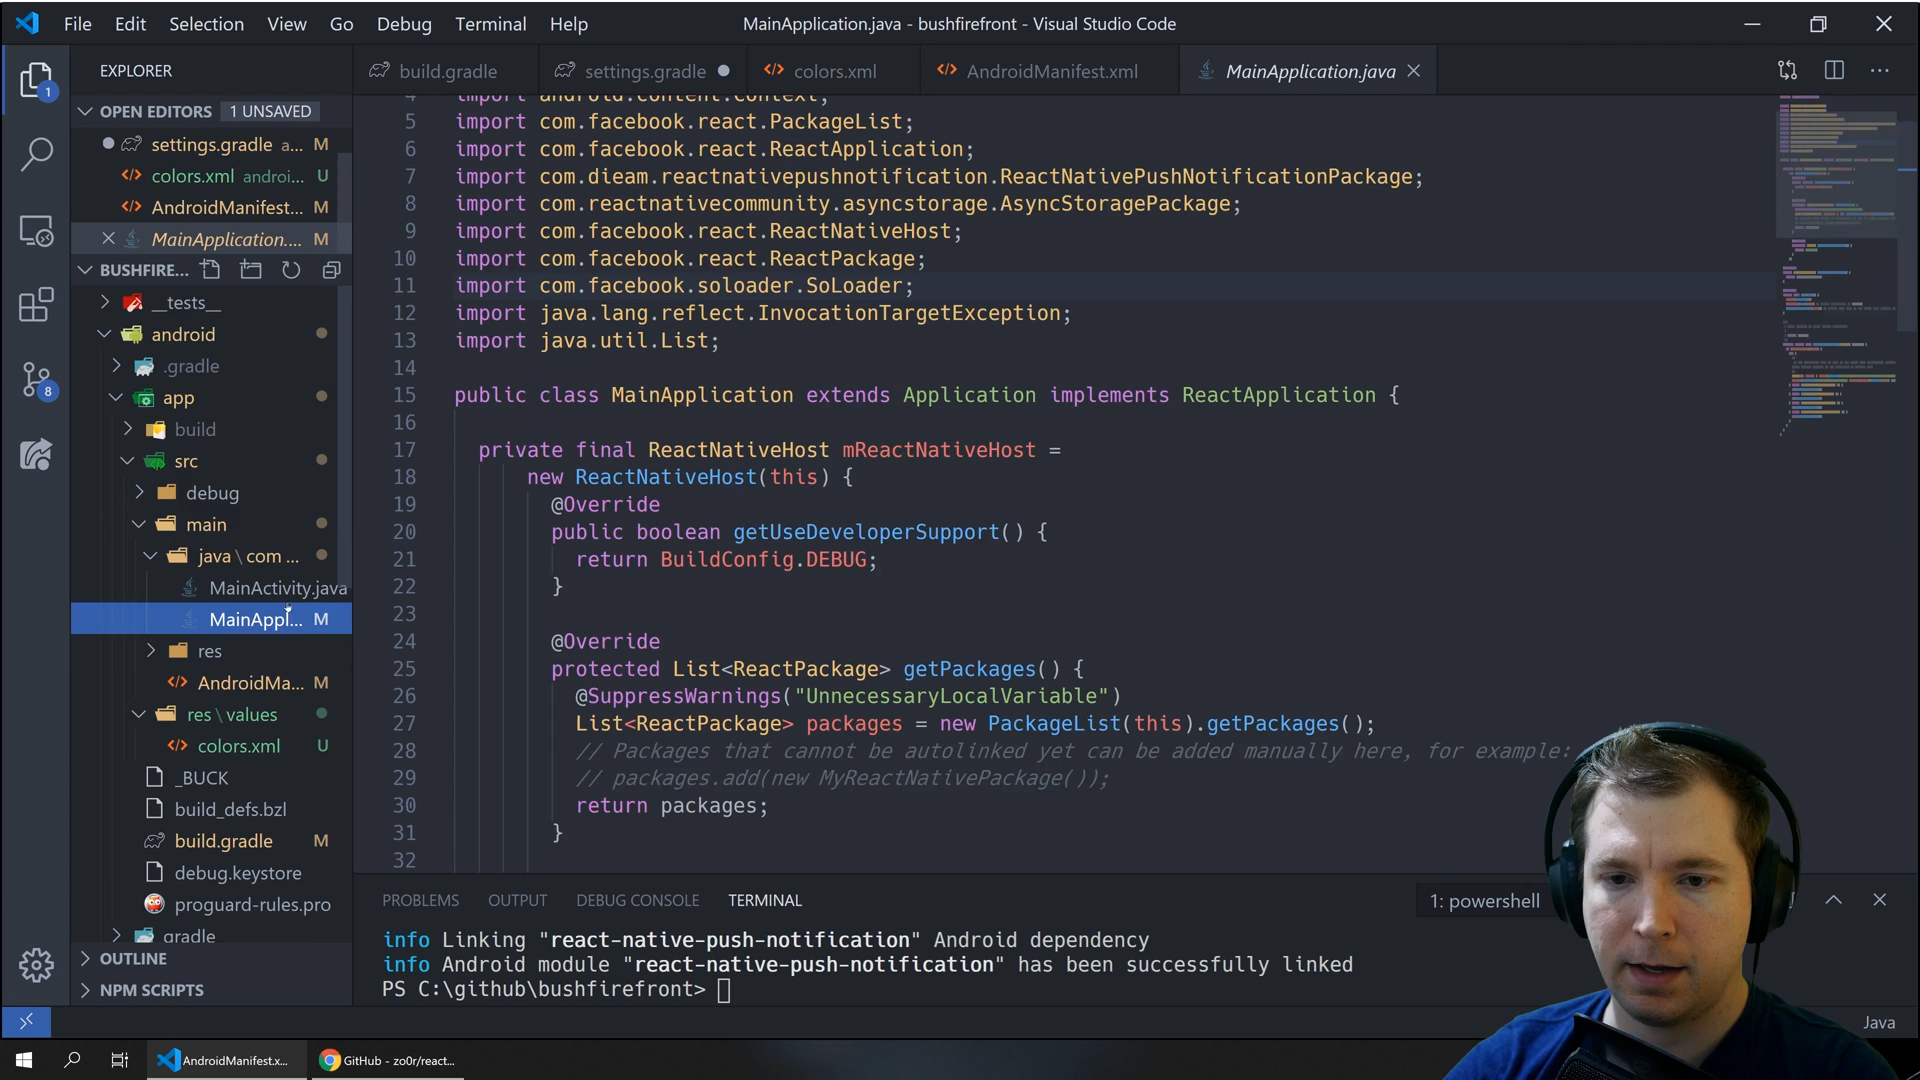 File Edit Selection View Go Debug Terminal Help
MainApplication.java - bushfirefront - Visual Studio Code
EXPLORER
build.gradle
settings.gradle
colors.xml
AndroidManifest.xml
MainApplication.java
1
OPEN EDITORS 1 UNSAVED
settings.gradle a... M
colors.xml androi... U
AndroidManifest... M
MainApplication.... M
BUSHFIRE...
__tests__
android
.gradle
app
build
src
debug
main
java\com ...
MainActivity.java
MainAppl... M
res
AndroidMa... M
res\values
colors.xml U
_BUCK
build_defs.bzl
build.gradle M
debug.keystore
proguard-rules.pro
gradle
OUTLINE
NPM SCRIPTS
8
4 import android.content.Context;
5 import com.facebook.react.PackageList;
6 import com.facebook.react.ReactApplication;
7 import com.dieam.reactnativepushnotification.ReactNativePushNotificationPackage;
8 import com.reactnativecommunity.asyncstorage.AsyncStoragePackage;
9 import com.facebook.react.ReactNativeHost;
10 import com.facebook.react.ReactPackage;
11 import com.facebook.soloader.SoLoader;
12 import java.lang.reflect.InvocationTargetException;
13 import java.util.List;
14
15 public class MainApplication extends Application implements ReactApplication {
16
17 private final ReactNativeHost mReactNativeHost =
18 new ReactNativeHost(this) {
19 @Override
20 public boolean getUseDeveloperSupport() {
21 return BuildConfig.DEBUG;
22 }
23
24 @Override
25 protected List<ReactPackage> getPackages() {
26 @SuppressWarnings("UnnecessaryLocalVariable")
27 List<ReactPackage> packages = new PackageList(this).getPackages();
28 // Packages that cannot be autolinked yet can be added manually here, for example:
29 // packages.add(new MyReactNativePackage());
30 return packages;
31 }
32
PROBLEMS OUTPUT DEBUG CONSOLE TERMINAL
1: powershell
info Linking "react-native-push-notification" Android dependency
info Android module "react-native-push-notification" has been successfully linked
PS C:\github\bushfirefront>
Java
AndroidManifest.x...
GitHub - zo0r/react...